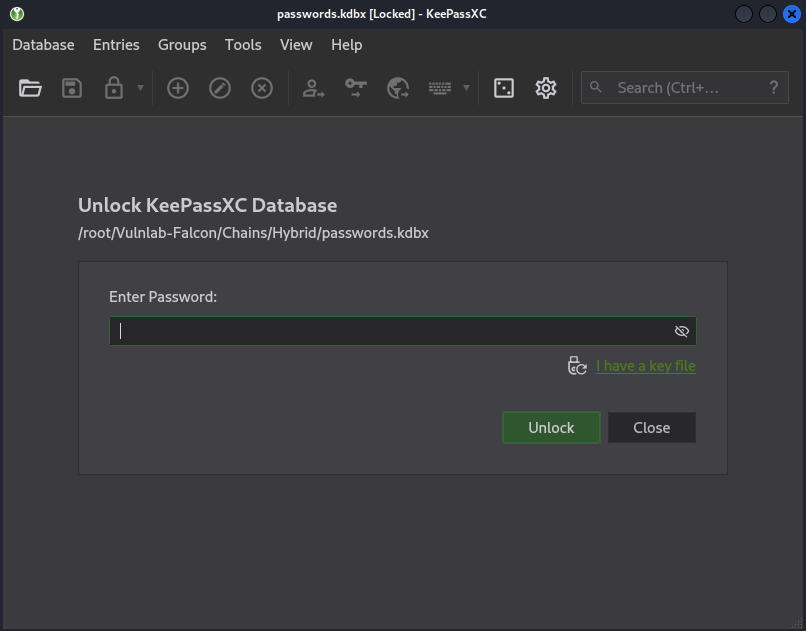 passwords.kdbx [Locked] - KeePassXC
Database Entries Groups Tools View Help
Search (Ctrl+... ?
Unlock KeePassXC Database
/root/Vulnlab-Falcon/Chains/Hybrid/passwords.kdbx
Enter Password:
I have a key file
Unlock Close